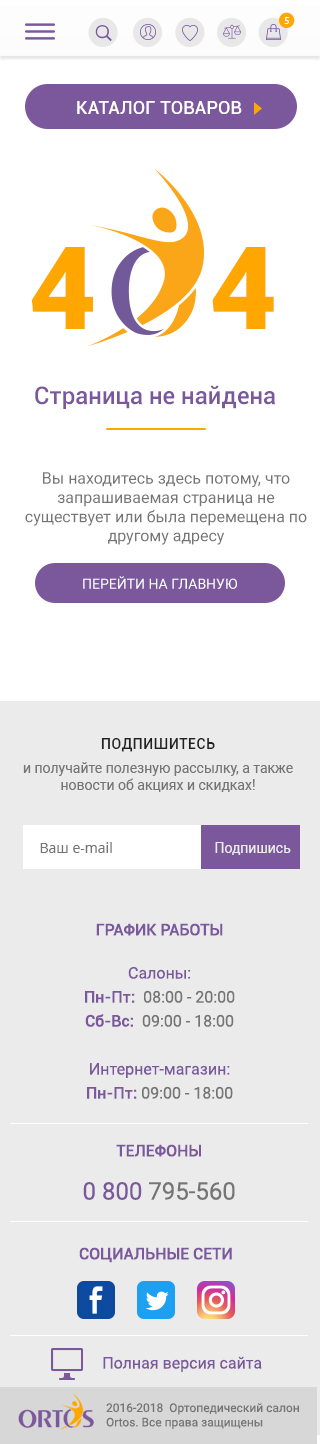 5
КАТАЛОГ ТОВАРОВ
404
Страница не найдена
Вы находитесь здесь потому, что
запрашиваемая страница не
существует или была перемещена по
другому адресу
ПЕРЕЙТИ НА ГЛАВНУЮ
ПОДПИШИТЕСЬ
и получайте полезную рассылку, а также
новости об акциях и скидках!
Ваш e-mail
Подпишись
ГРАФИК РАБОТЫ
Салоны:
Пн-Пт: 08:00 - 20:00
Сб-Вс: 09:00 - 18:00
Интернет-магазин:
Пн-Пт: 09:00 - 18:00
ТЕЛЕФОНЫ
0 800 795-560
СОЦИАЛЬНЫЕ СЕТИ
Полная версия сайта
ORTOS
2016-2018 Ортопедический салон
Ortos. Все права защищены